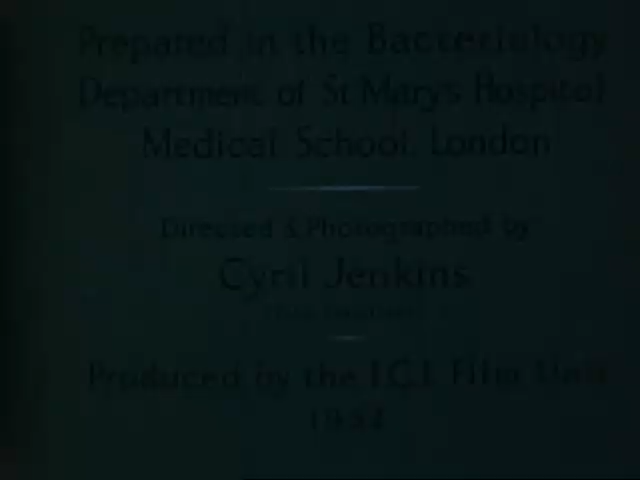 Prepared in the Bacteriology
Department of St Mary's Hospital
Medical School, London
Directed & Photographed by
Cyril Jenkins
Produced by the I.C.I. Film Unit